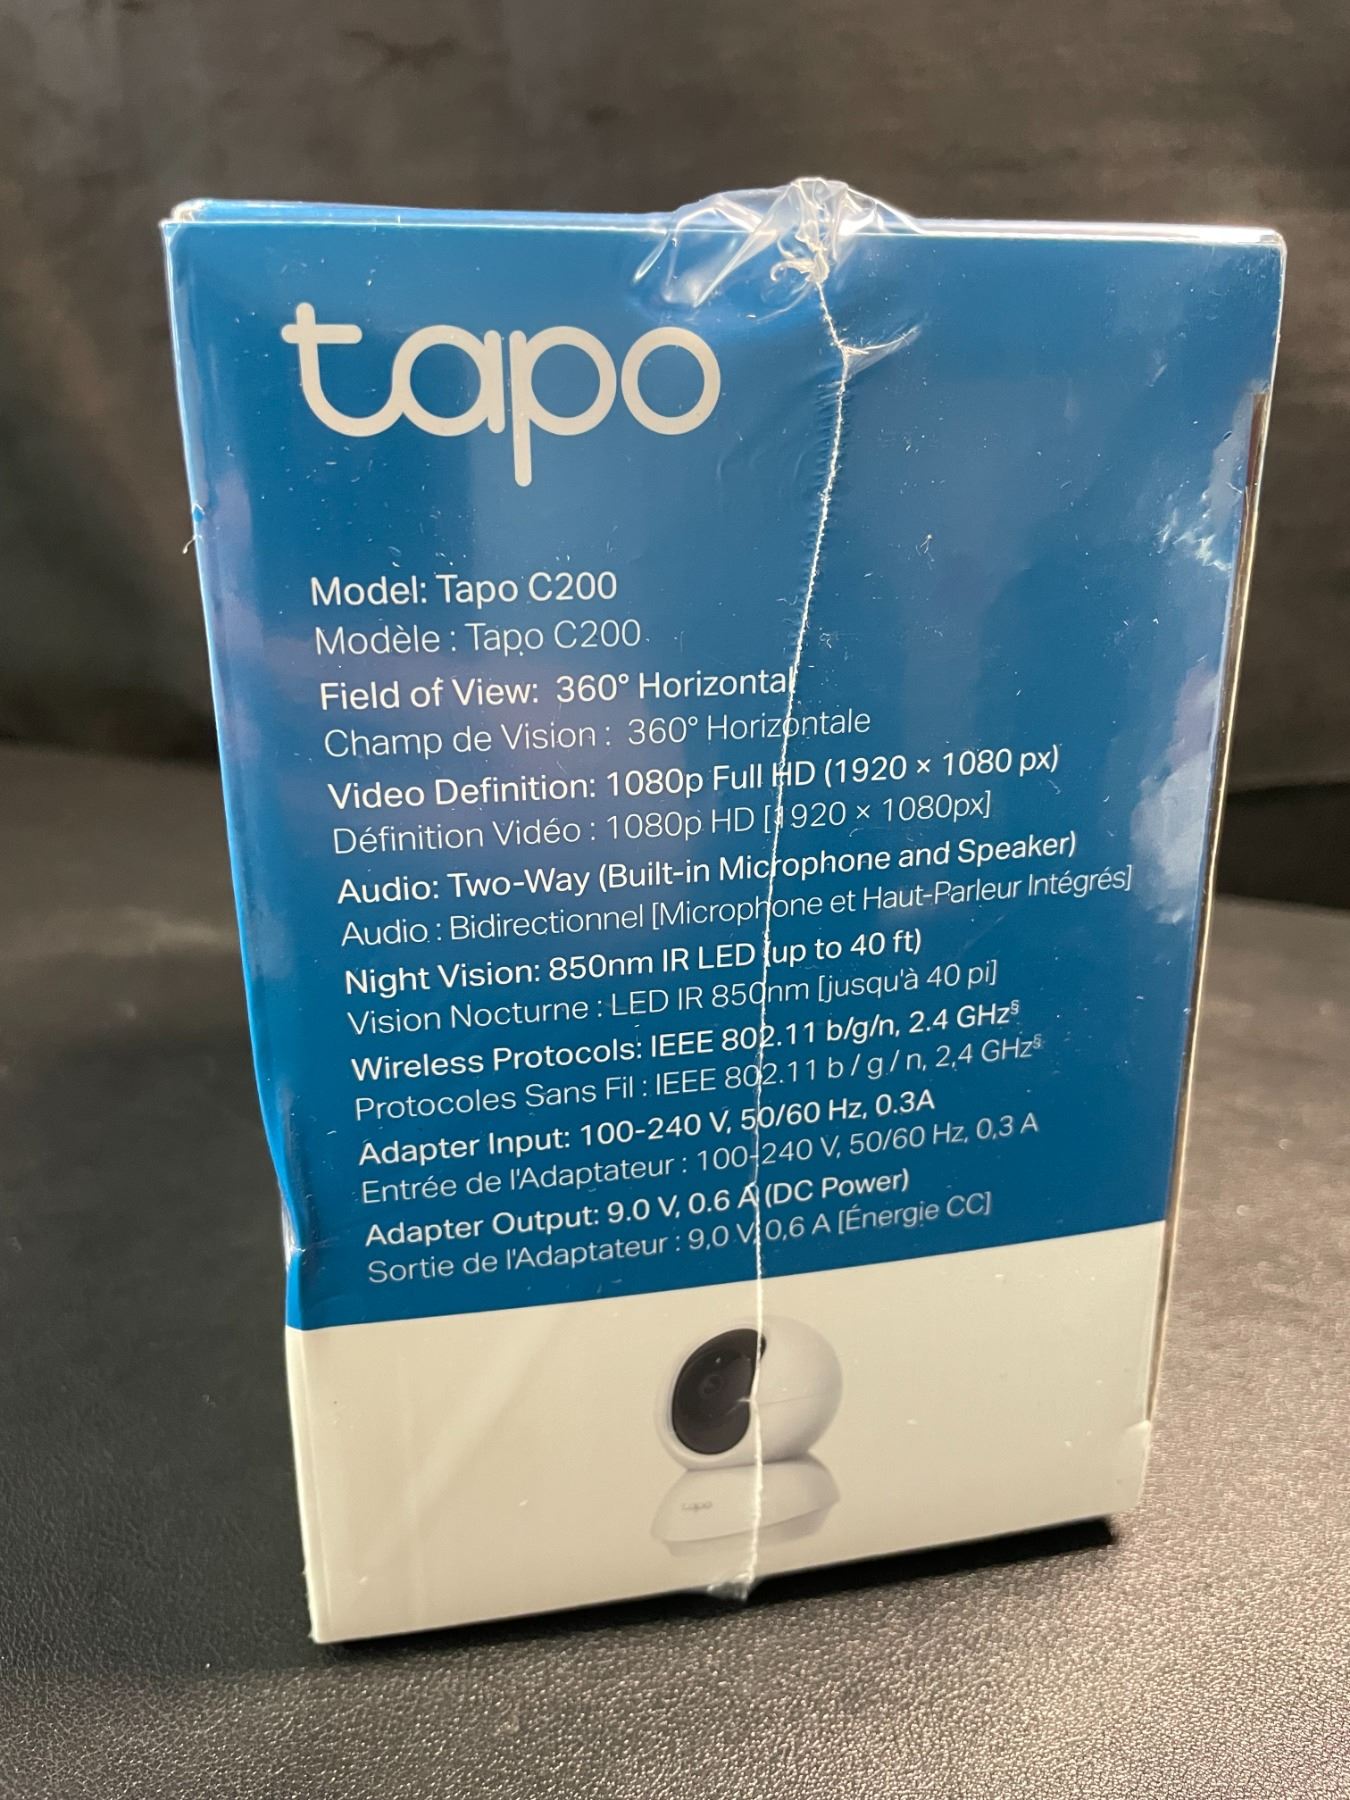 tapo
Model: Tapo C200
Modèle : Tapo C200
Field of View: 360° Horizontal
Champ de Vision : 360° Horizontale
Video Definition: 1080p Full HD (1920 × 1080 px)
Définition Vidéo : 1080p HD [1920 × 1080px]
Audio: Two-Way (Built-in Microphone and Speaker)
Audio : Bidirectionnel [Microphone et Haut-Parleur Intégrés]
Night Vision: 850nm IR LED (up to 40 ft)
Vision Nocturne : LED IR 850nm [jusqu'à 40 pi]
Wireless Protocols: IEEE 802.11 b/g/n, 2.4 GHz§
Protocoles Sans Fil : IEEE 802.11 b / g / n, 2,4 GHz§
Adapter Input: 100-240 V, 50/60 Hz, 0.3A
Entrée de l'Adaptateur : 100-240 V, 50/60 Hz, 0,3 A
Adapter Output: 9.0 V, 0.6 A (DC Power)
Sortie de l'Adaptateur : 9,0 V, 0,6 A [Énergie CC]
tapo